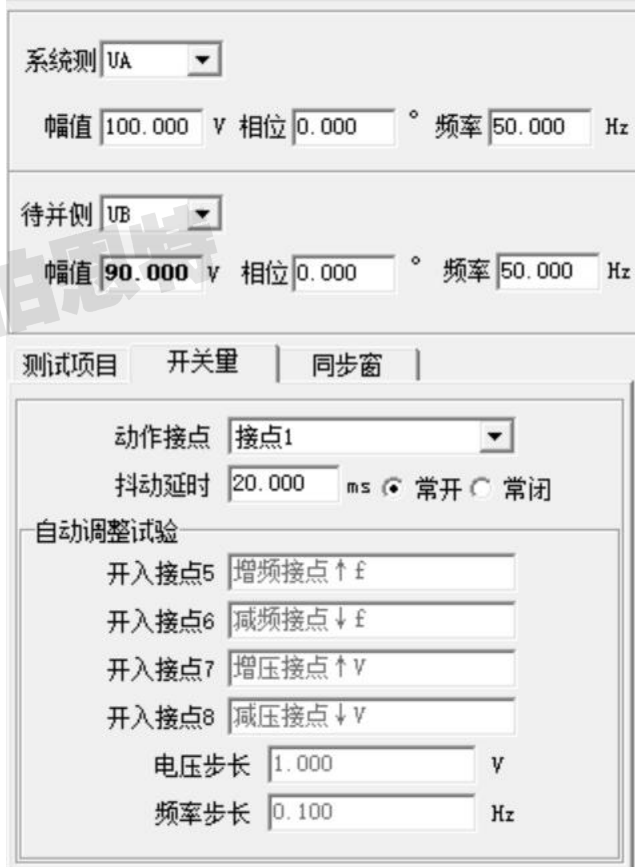 系统测 UA
幅值 100.000 V 相位 0.000 ° 频率 50.000 Hz
待并侧 UB
幅值 90.000 V 相位 0.000 ° 频率 50.000 Hz
柏恩特
测试项目 开关量 同步窗
动作接点 接点1
抖动延时 20.000 ms 常开 常闭
自动调整试验
开入接点5 增频接点↑f
开入接点6 减频接点↓f
开入接点7 增压接点↑V
开入接点8 减压接点↓V
电压步长 1.000 V
频率步长 0.100 Hz